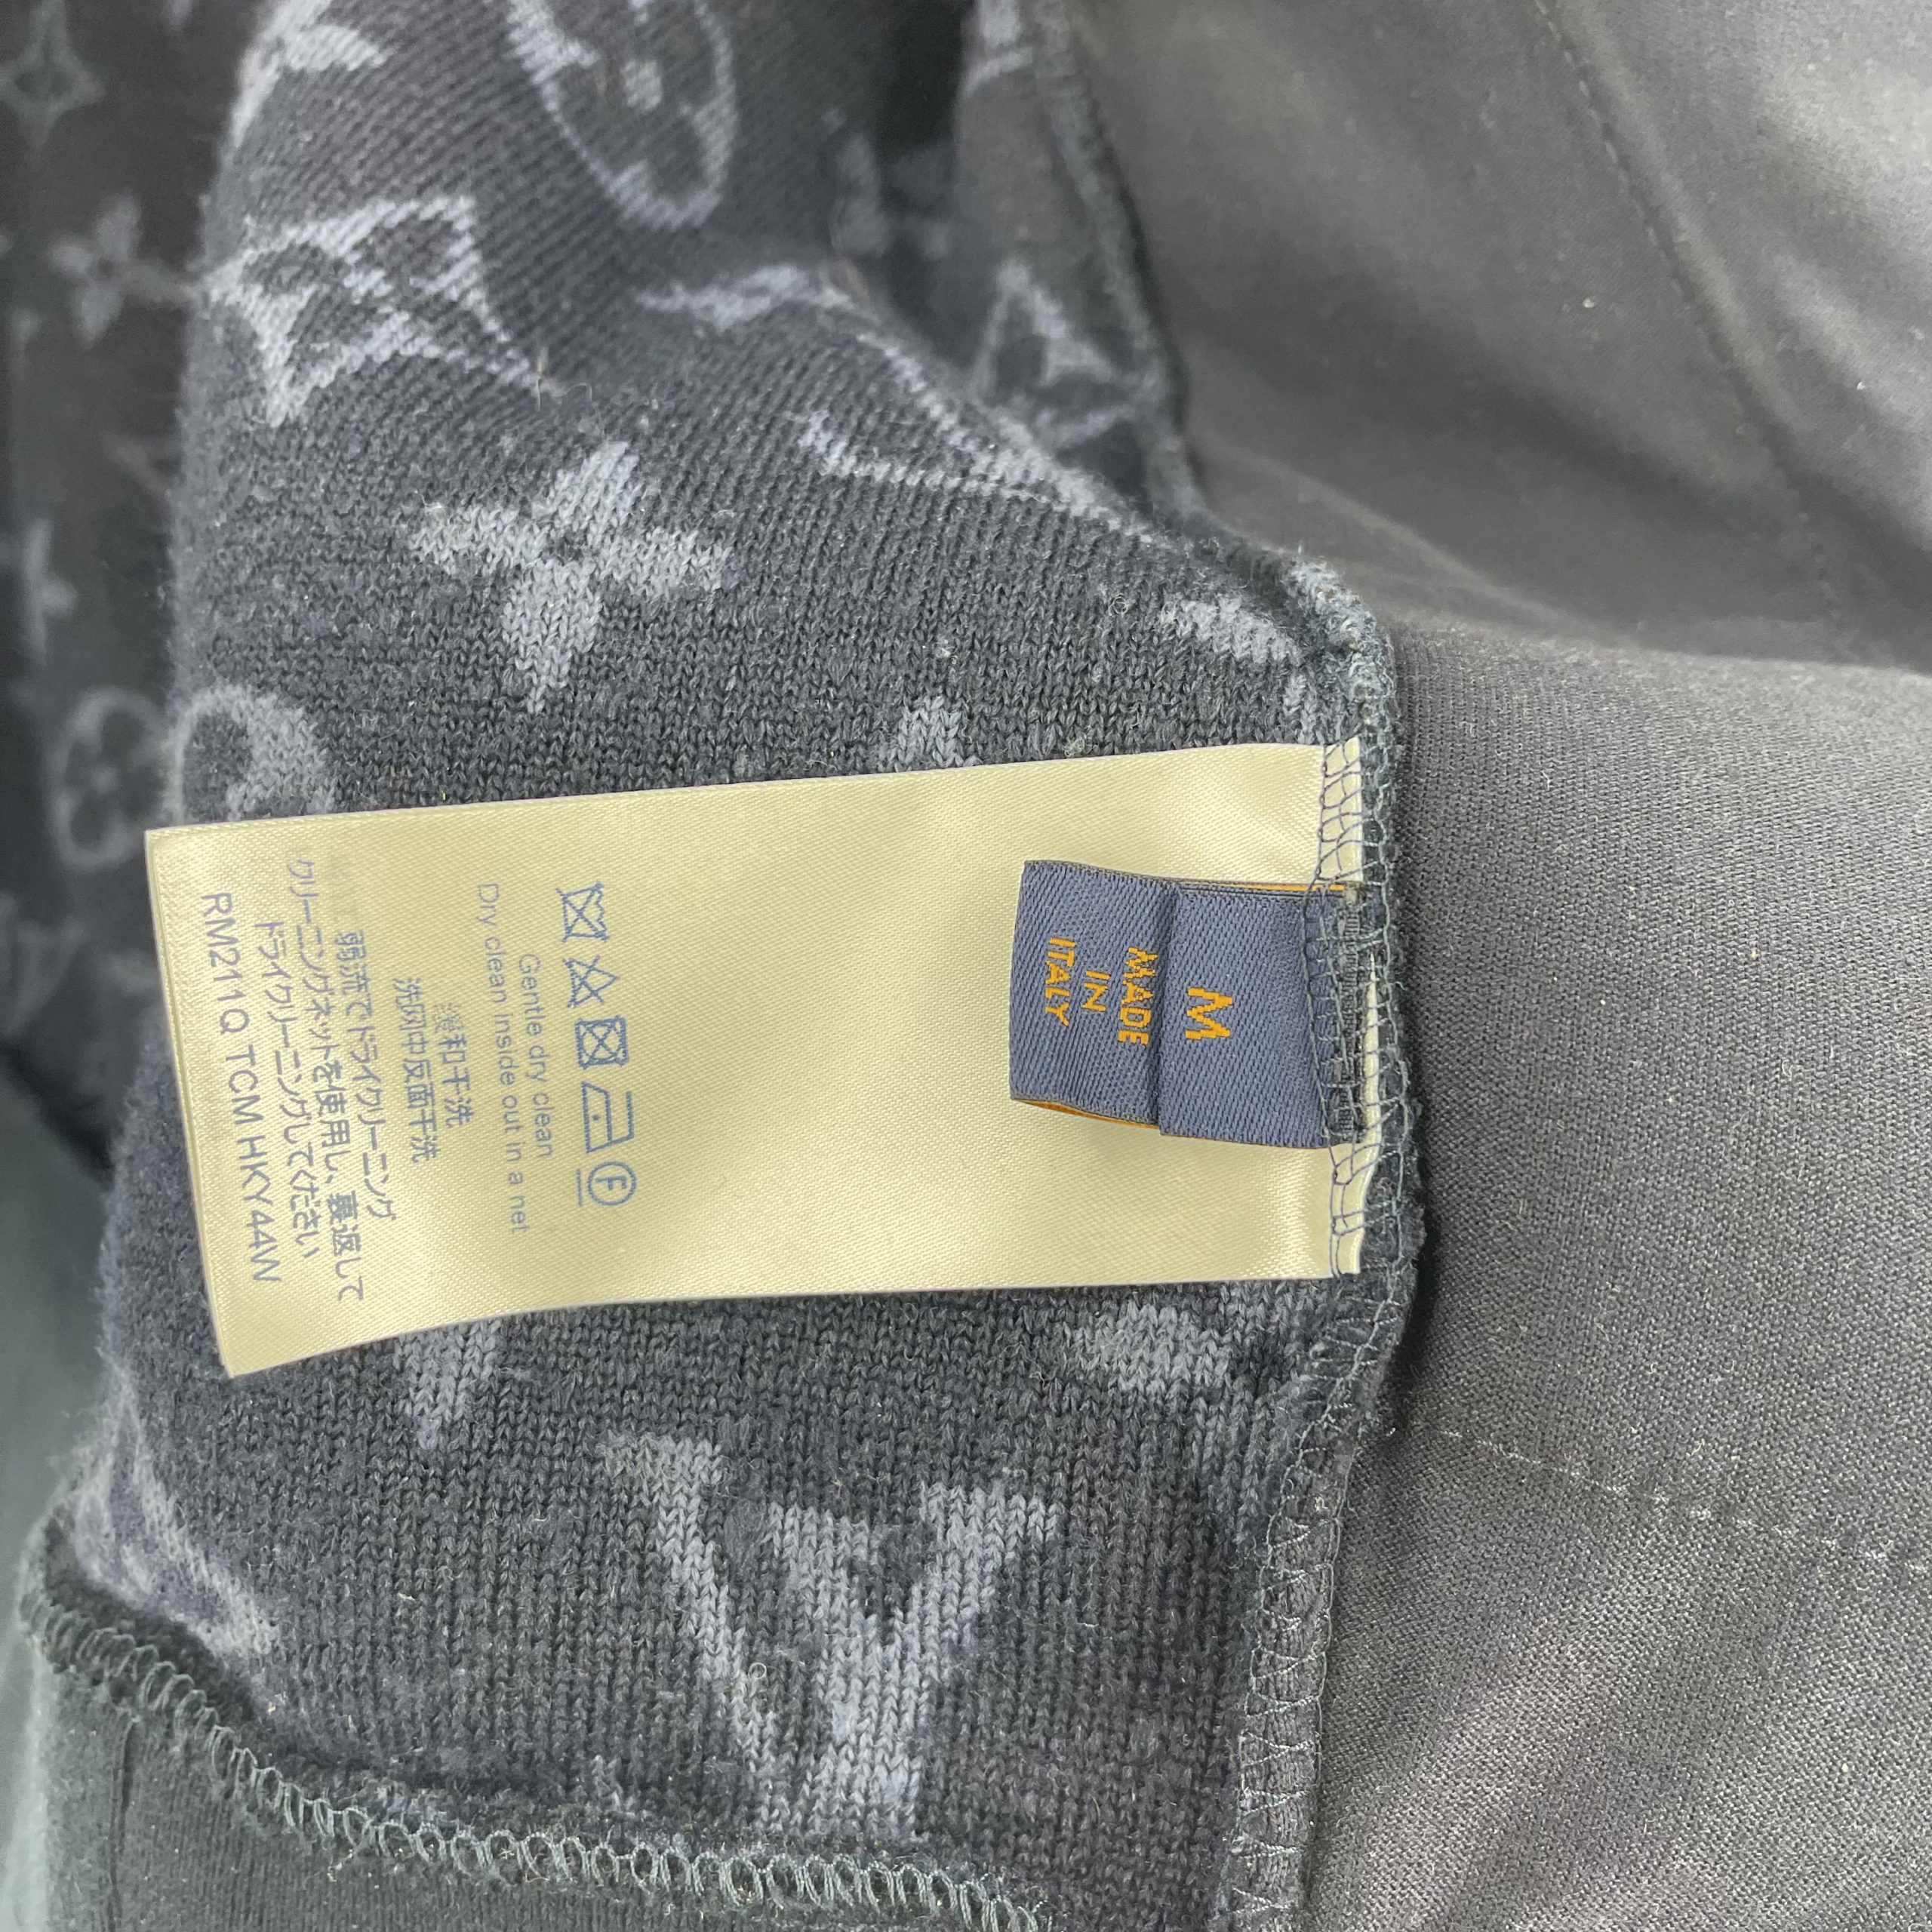 M
MADE
IN
ITALY
F
Gentle dry clean
Dry clean inside out in a net
缓和干洗
洗网中反面干洗
弱洗でドライクリーニング
クリーニングネットを使用し、裏返して
ドライクリーニングしてください
RM211Q TCM HKY44W